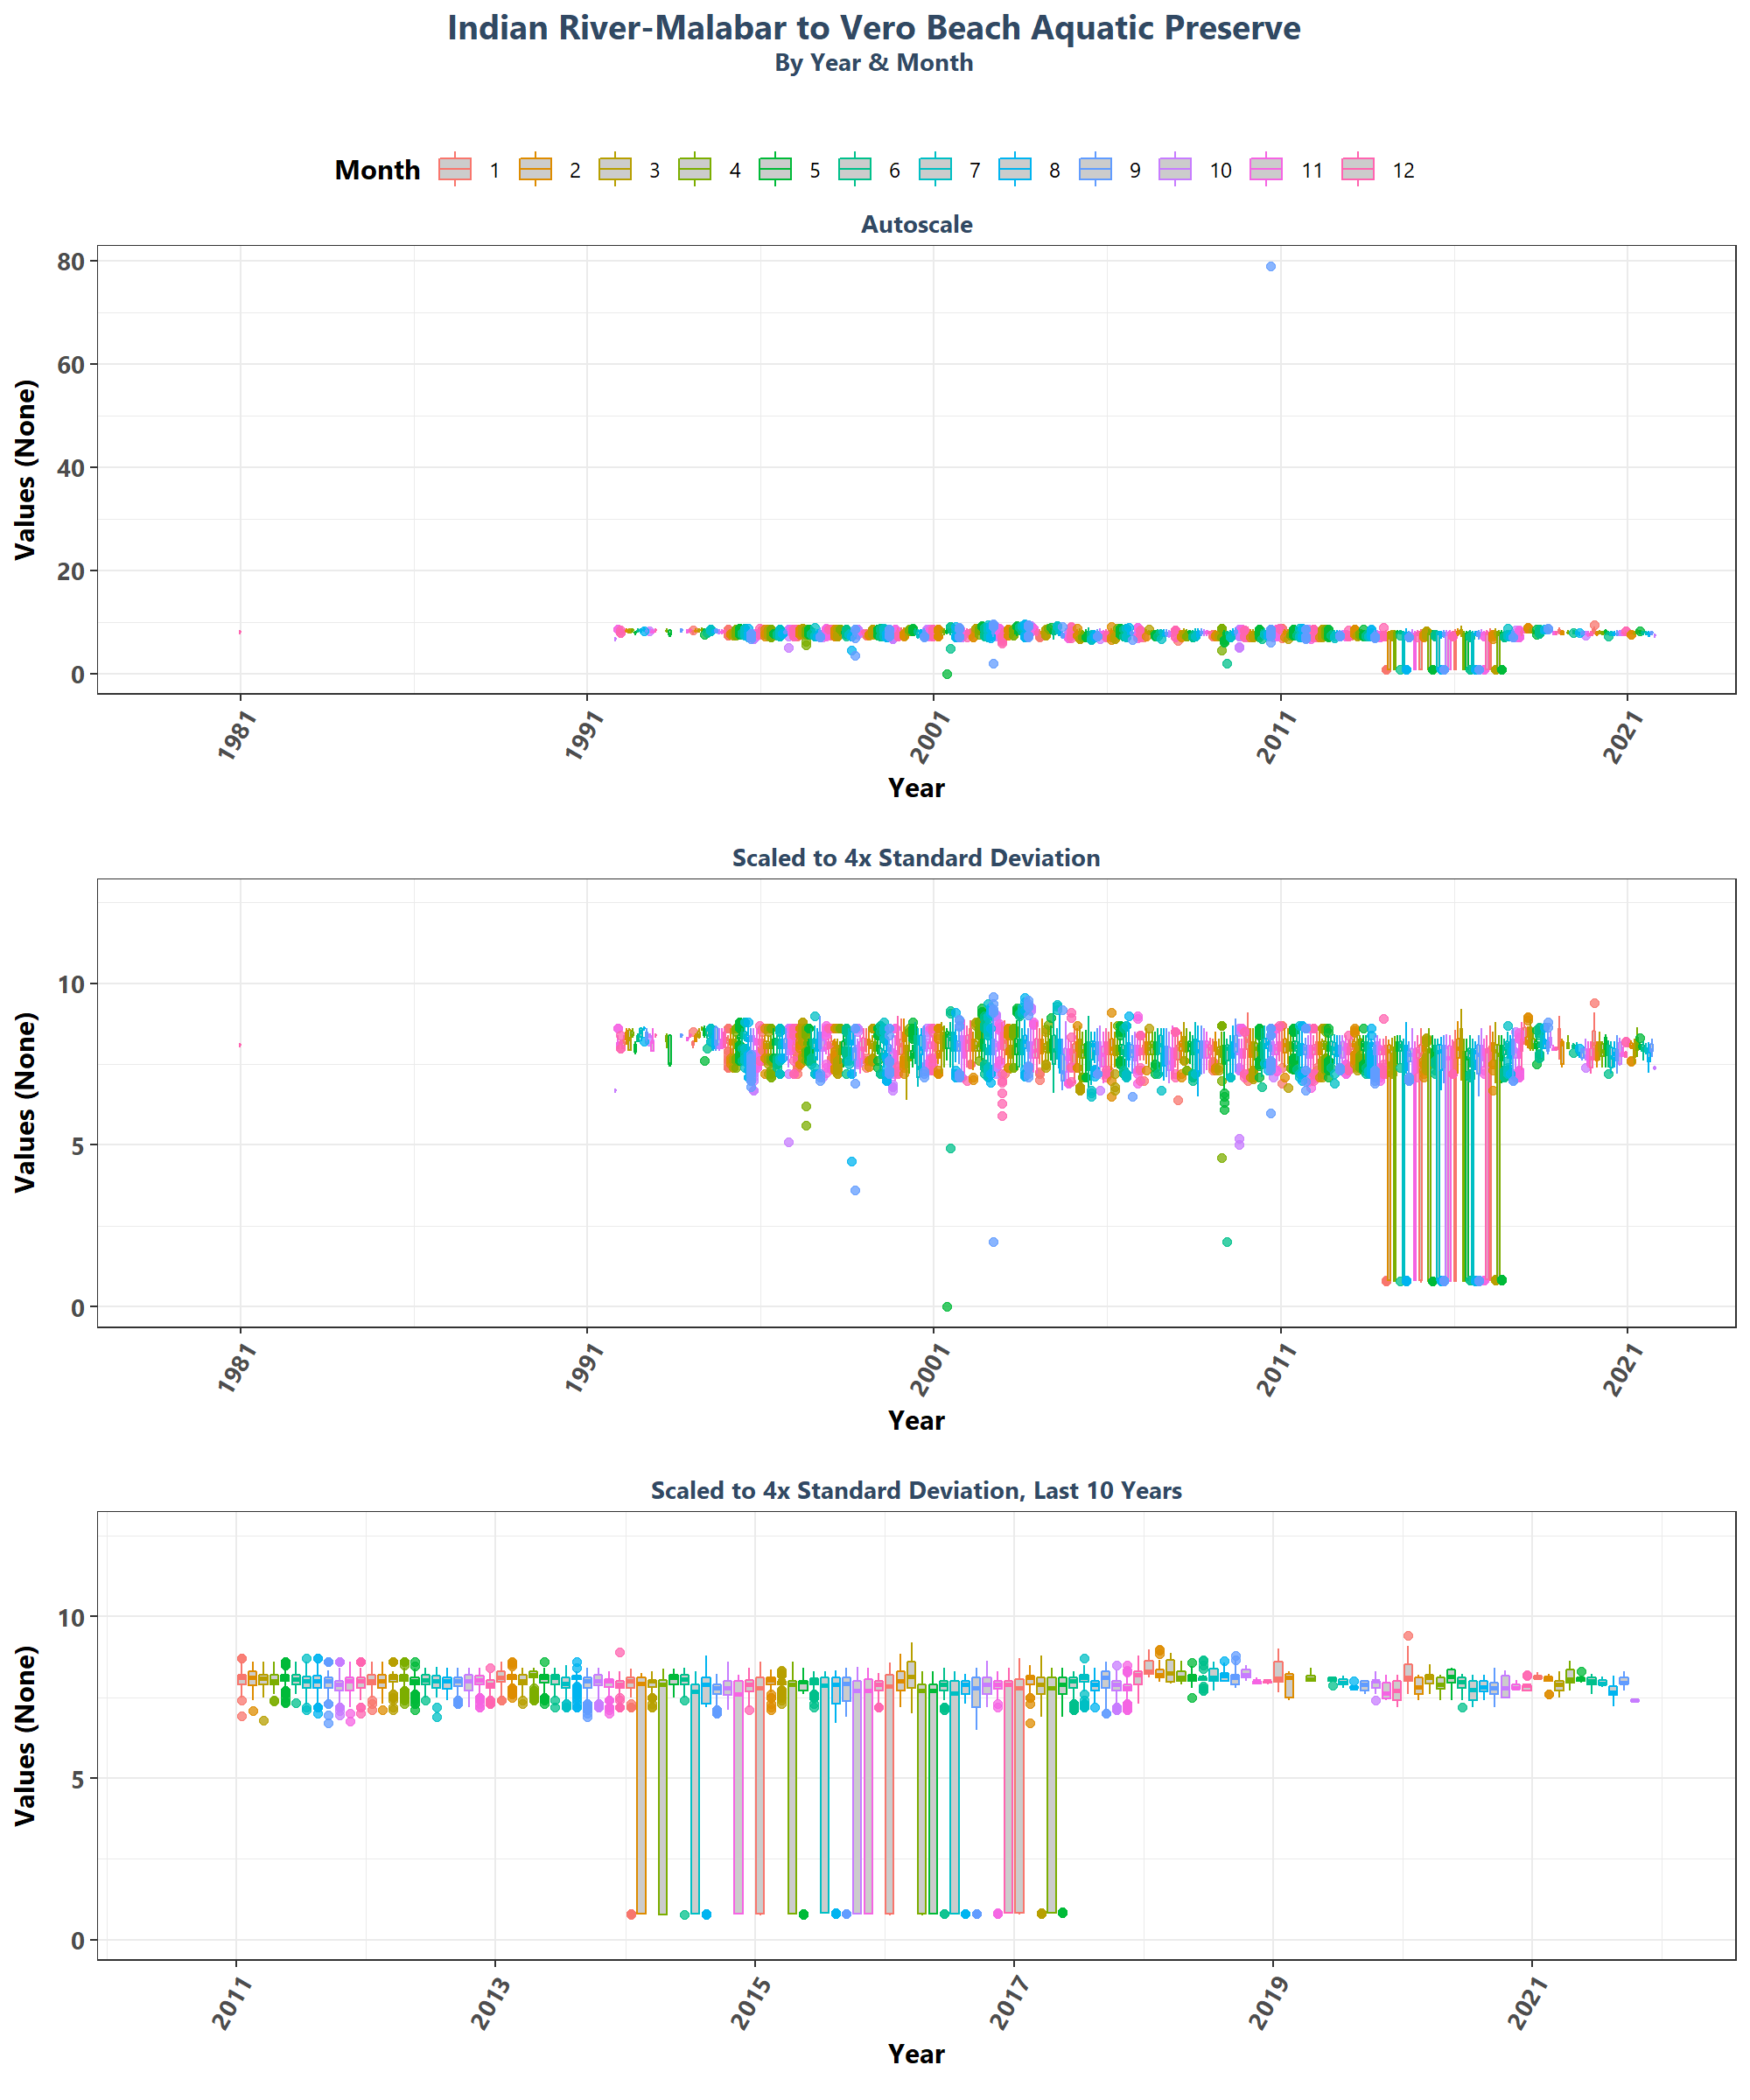 Indian River-Malabar to Vero Beach Aquatic Preserve
By Year & Month
Month 1 2 3 4 5 6 7 8 9 10 11 12
Autoscale
80
60
40
20
0
Values (None)
1981 1991 2001 2011 2021
Year
Scaled to 4x Standard Deviation
10
5
0
Values (None)
1981 1991 2001 2011 2021
Year
Scaled to 4x Standard Deviation, Last 10 Years
10
5
0
Values (None)
2011 2013 2015 2017 2019 2021
Year